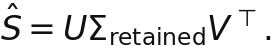 Ŝ = UΣ_retained V^⊤.